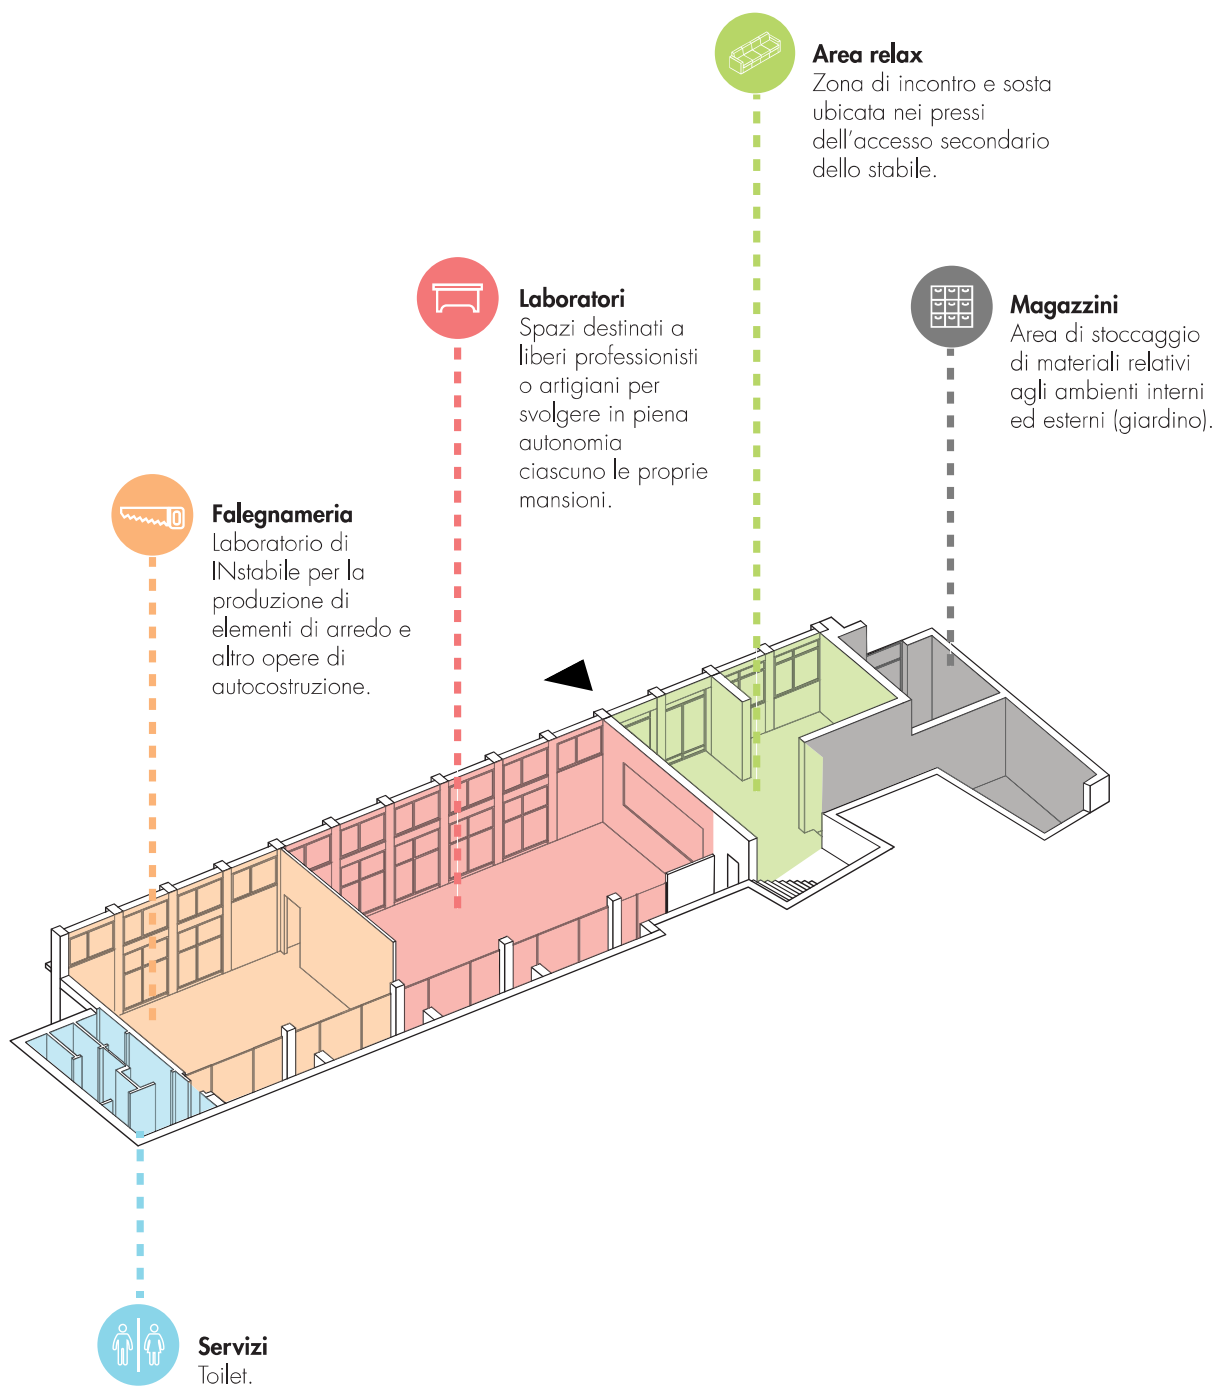 Area relax
Zona di incontro e sosta
ubicata nei pressi
dell'accesso secondario
dello stabile.
Laboratori
Spazi destinati a
liberi professionisti
o artigiani per
svolgere in piena
autonomia
ciascuno le proprie
mansioni.
Magazzini
Area di stoccaggio
di materiali relativi
agli ambienti interni
ed esterni (giardino).
Falegnameria
Laboratorio di
INstabile per la
produzione di
elementi di arredo e
altro opere di
autocostruzione.
Servizi
Toilet.